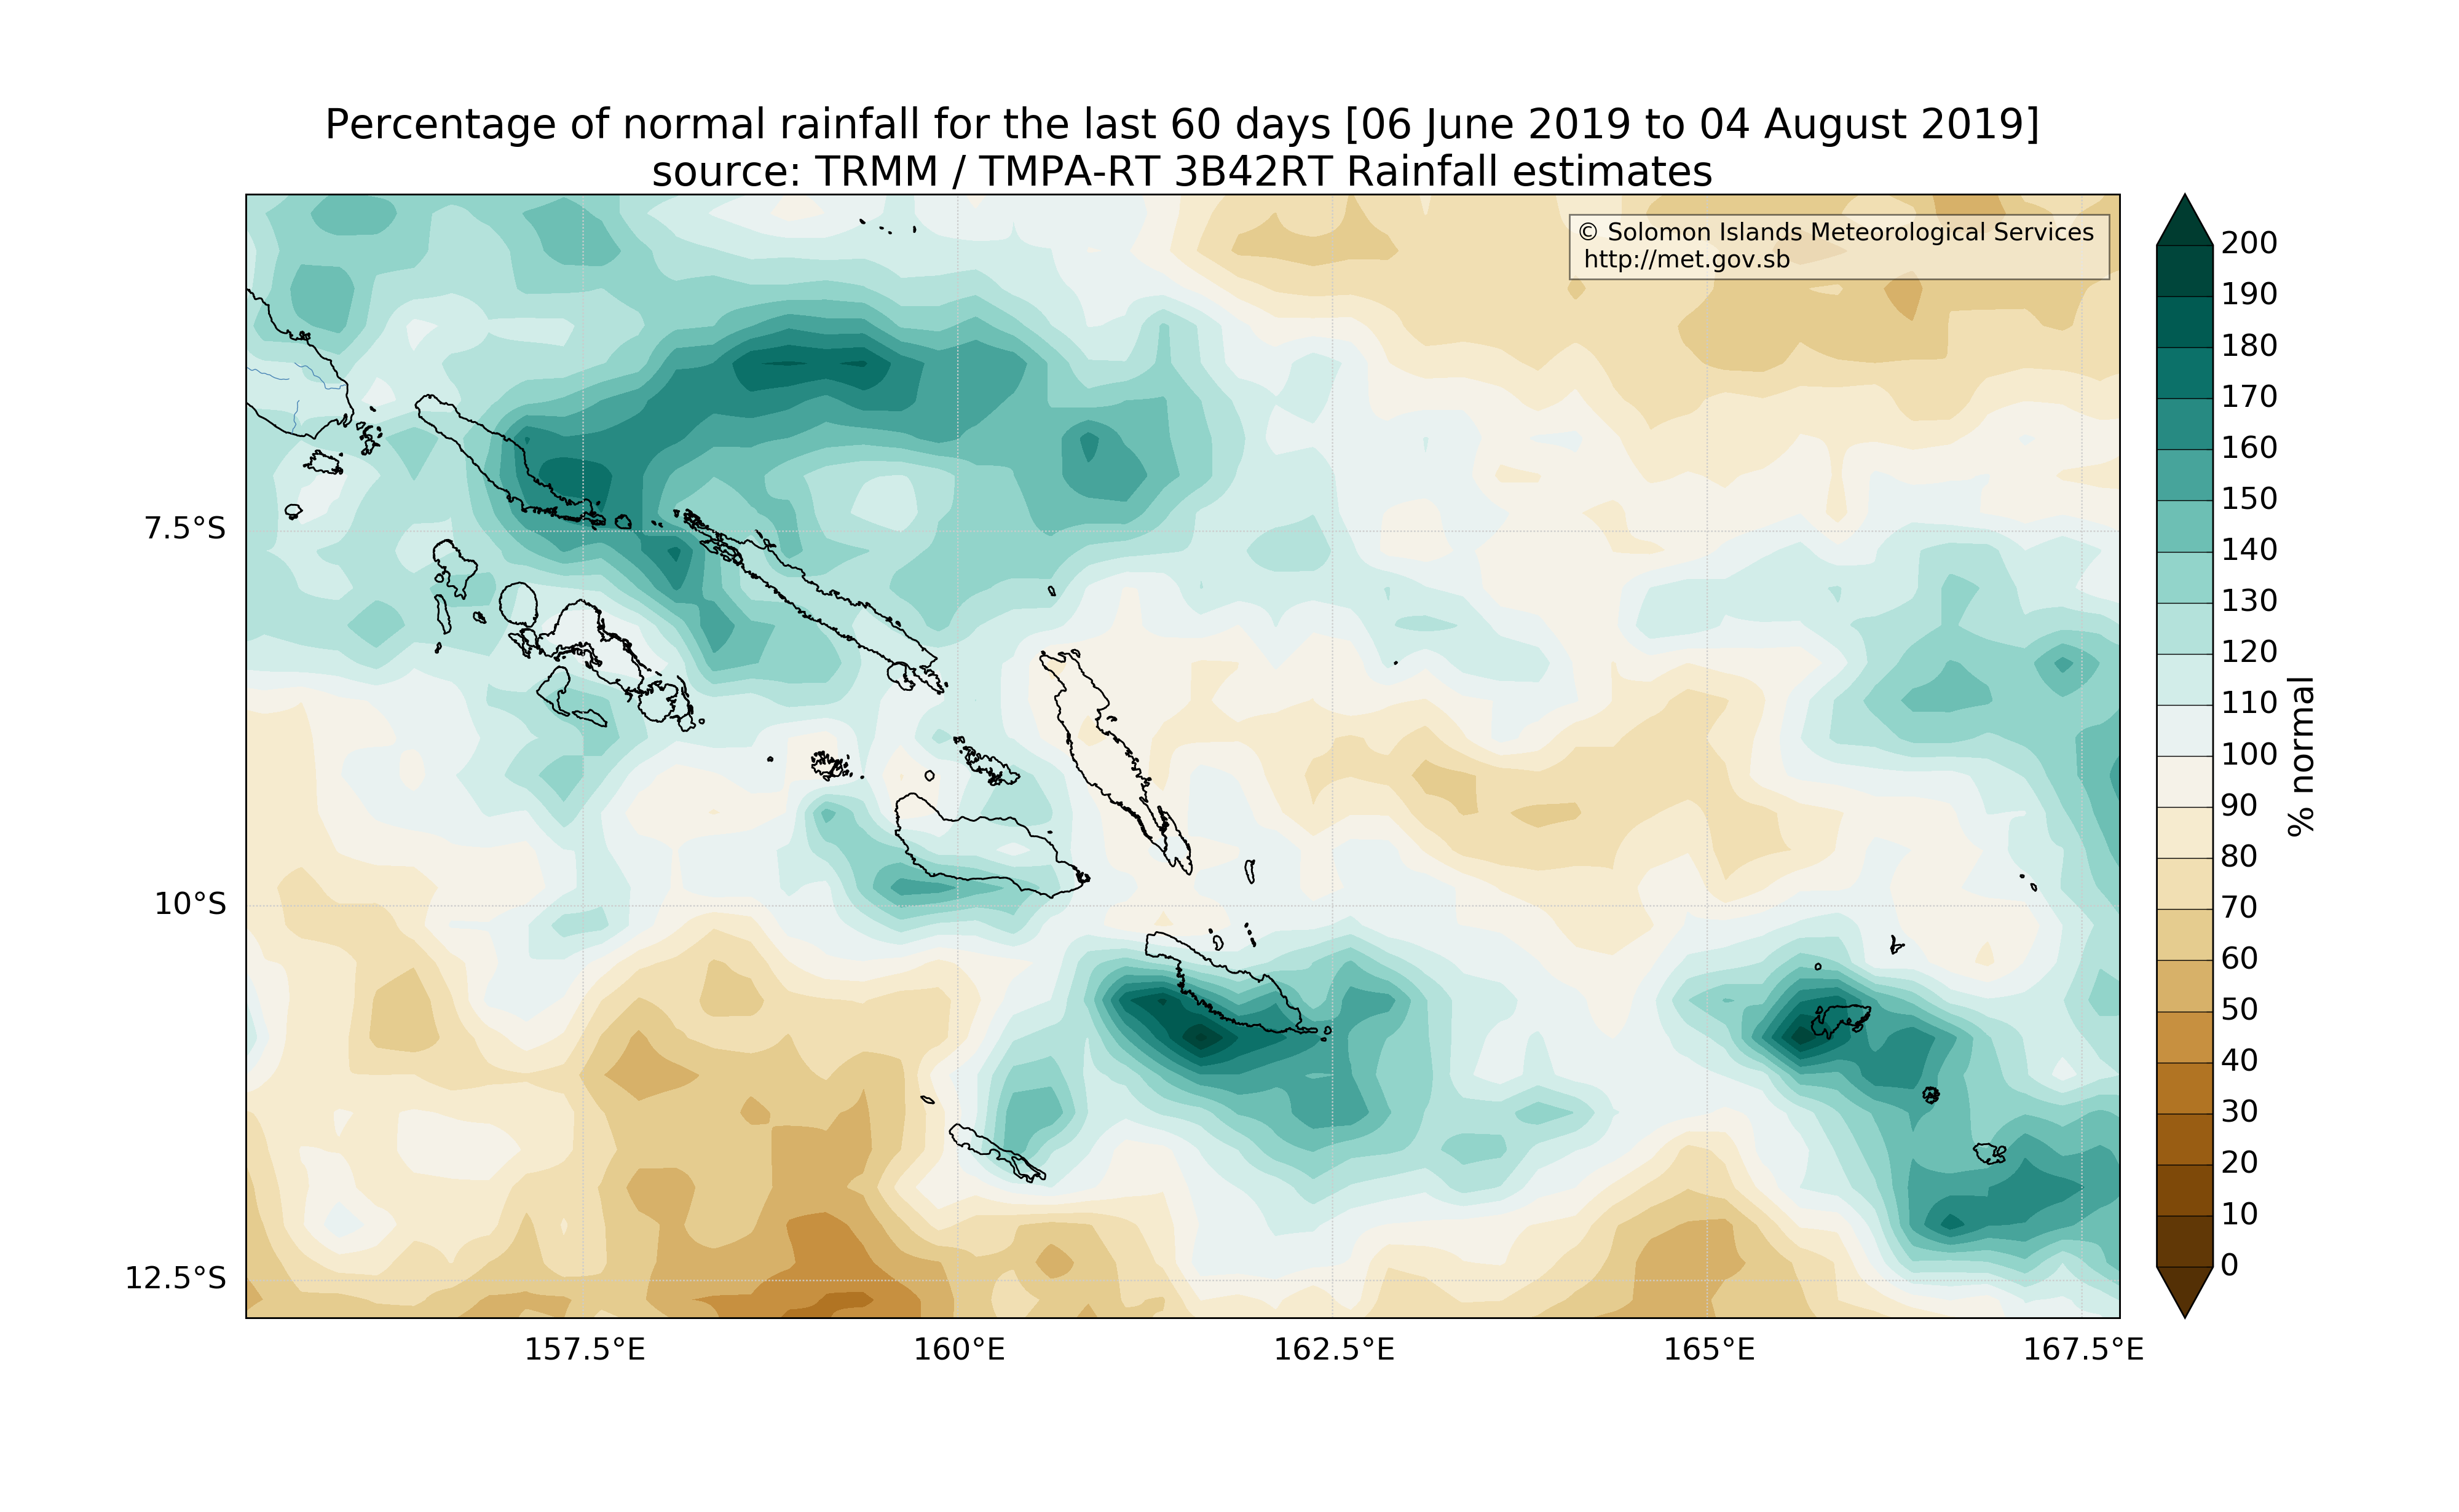 Percentage of normal rainfall for the last 60 days [06 June 2019 to 04 August 2019]
source: TRMM / TMPA-RT 3B42RT Rainfall estimates
© Solomon Islands Meteorological Services
http://met.gov.sb
7.5°S
10°S
12.5°S
157.5°E
160°E
162.5°E
165°E
167.5°E
200
190
180
170
160
150
140
130
120
110
100
90
80
70
60
50
40
30
20
10
0
% normal